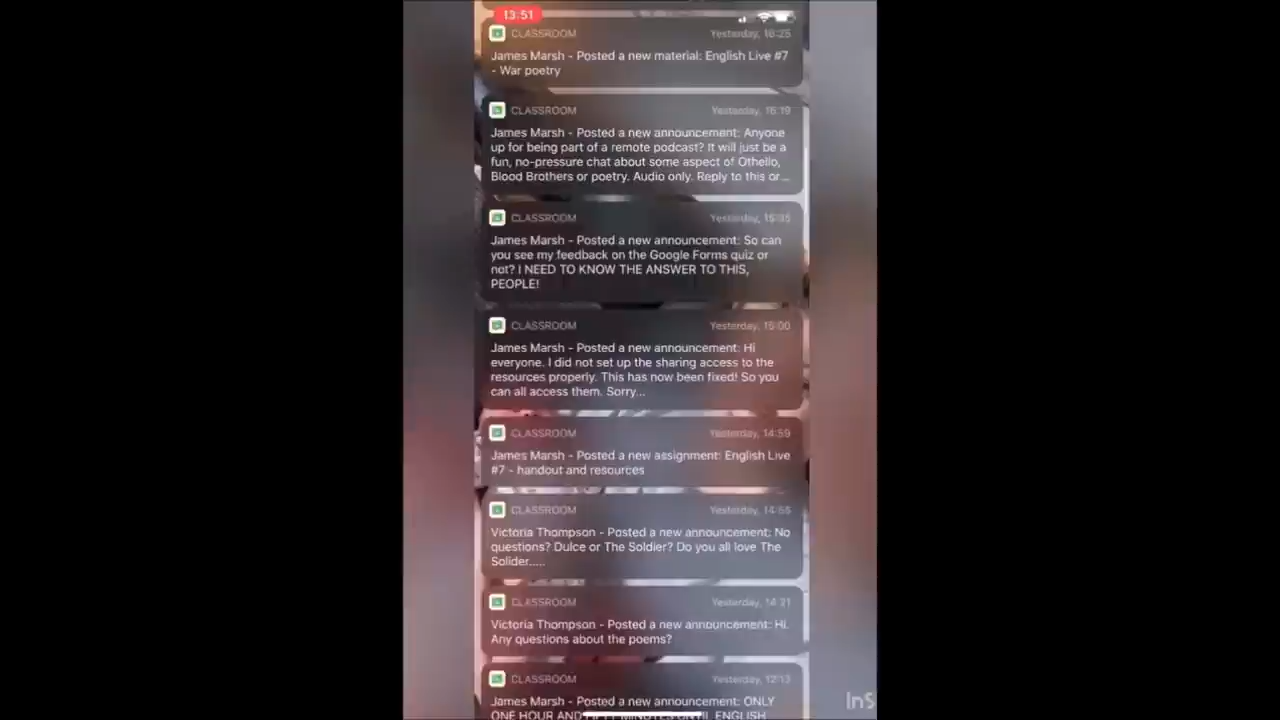 13:51
CLASSROOM Yesterday, 16:25
James Marsh - Posted a new material: English Live #7
- War poetry
CLASSROOM Yesterday, 16:19
James Marsh - Posted a new announcement: Anyone
up for being part of a remote podcast? It will just be a
fun, no-pressure chat about some aspect of Othello,
Blood Brothers or poetry. Audio only. Reply to this or...
CLASSROOM Yesterday,
James Marsh - Posted a new announcement: So can
you see my feedback on the Google Forms quiz or
not? I NEED TO KNOW THE ANSWER TO THIS,
PEOPLE!
CLASSROOM Yesterday, 15:00
James Marsh - Posted a new announcement: Hi
everyone. I did not set up the sharing access to the
resources properly. This has now been fixed! So you
can all access them. Sorry...
CLASSROOM Yesterday, 14:59
James Marsh - Posted a new assignment: English Live
#7 - handout and resources
CLASSROOM Yesterday, 14:55
Victoria Thompson - Posted a new announcement: No
questions? Dulce or The Soldier? Do you all love The
Solider.....
CLASSROOM Yesterday, 14:21
Victoria Thompson - Posted a new announcement: Hi.
Any questions about the poems?
CLASSROOM Yesterday, 12:13
James Marsh - Posted a new announcement: ONLY
ONE HOUR AND FIFTY MINUTES UNTIL ENGLISH
InS